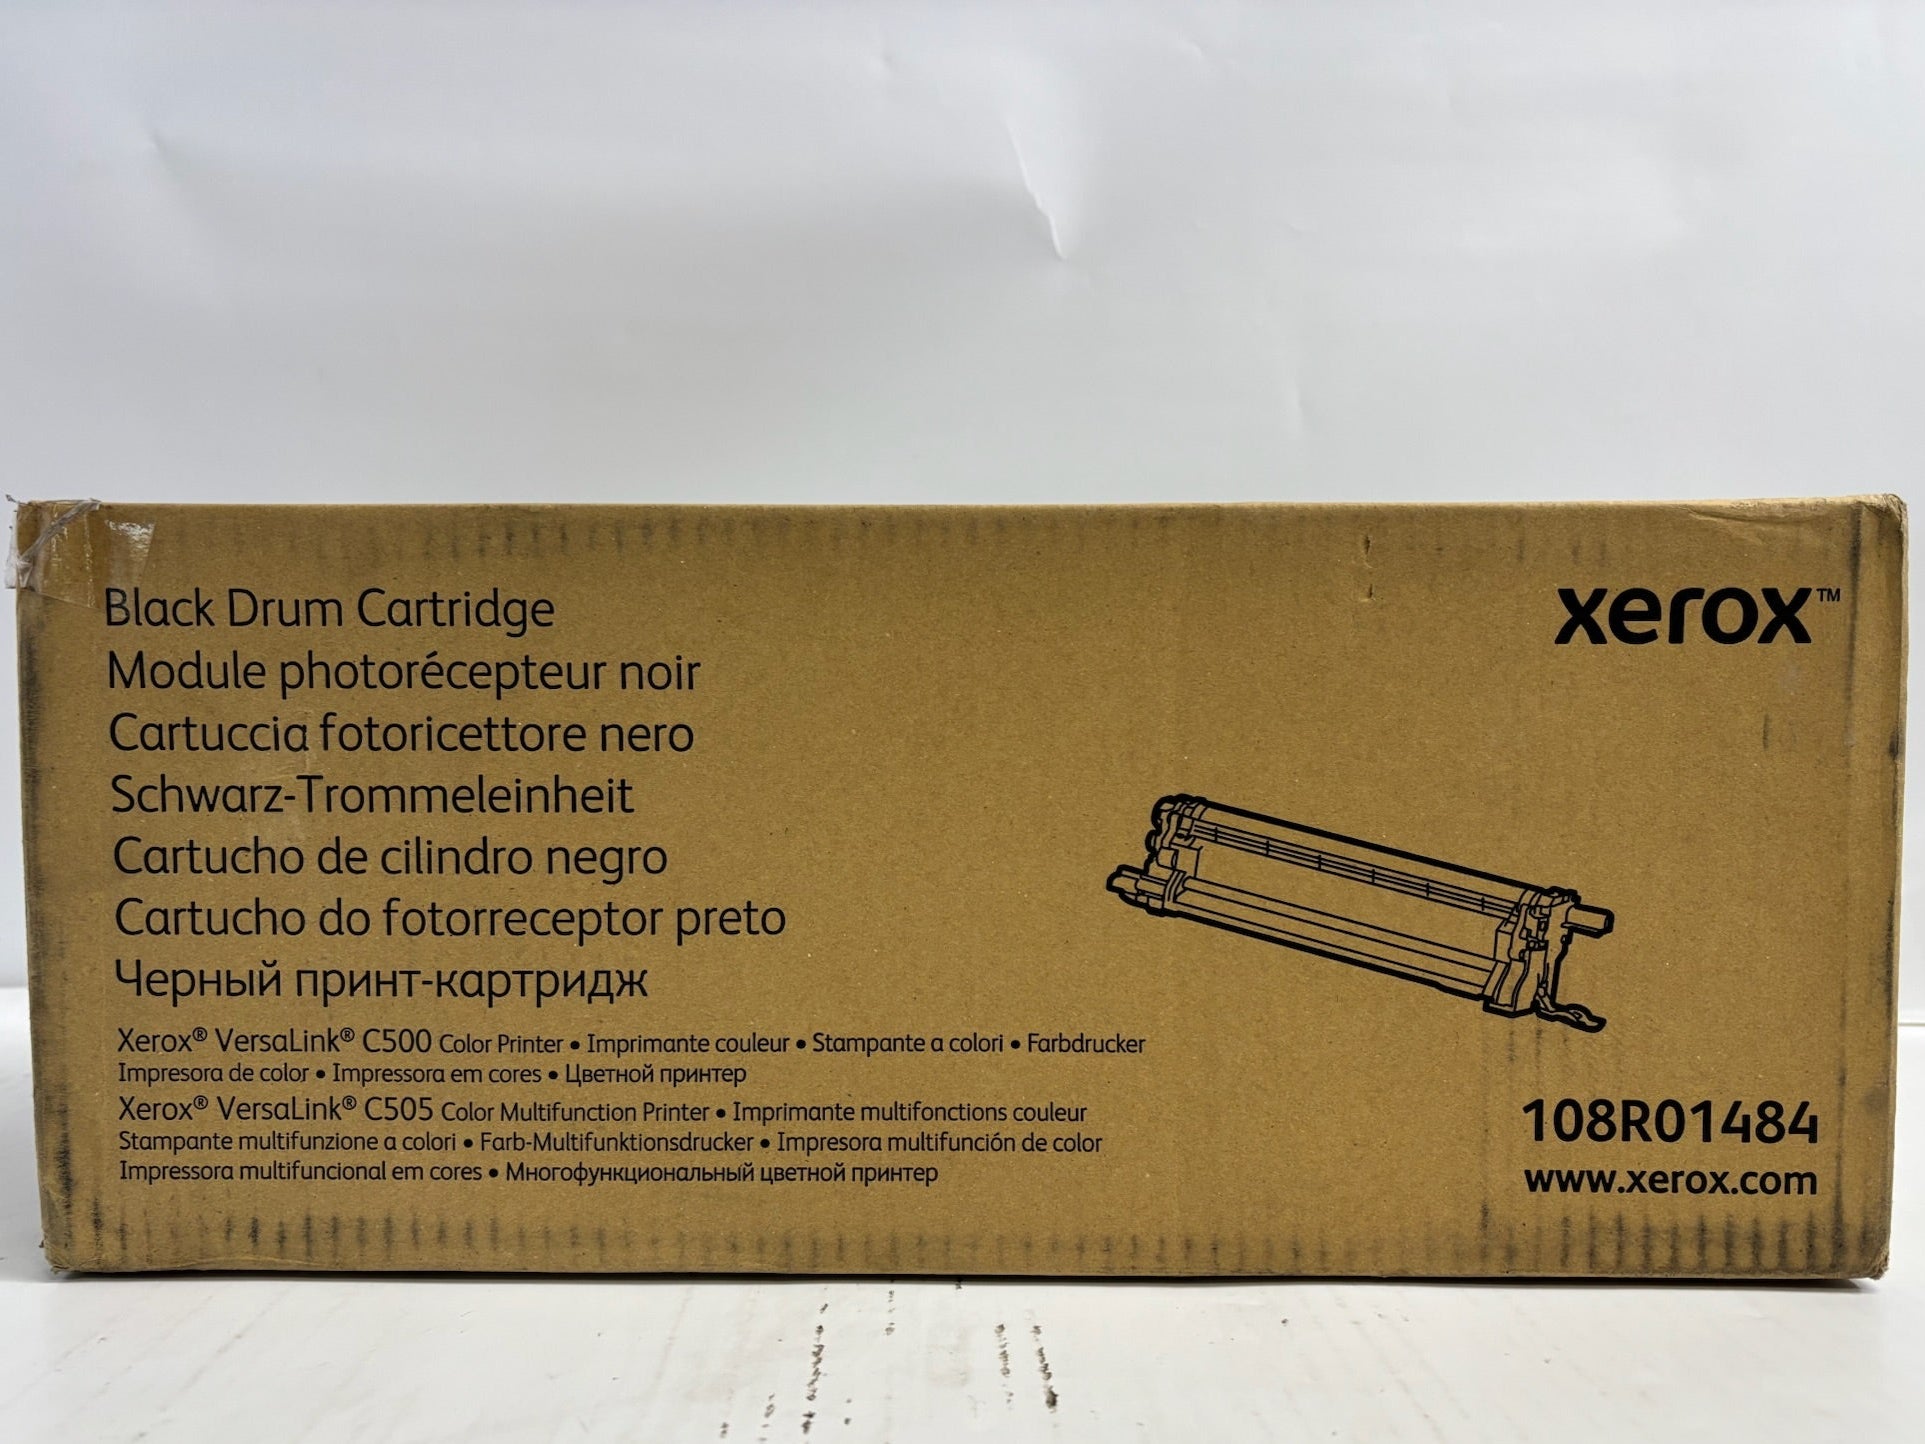 Black Drum Cartridge
Module photorécepteur noir
Cartuccia fotoricettore nero
Schwarz-Trommeleinheit
Cartucho de cilindro negro
Cartucho do fotorreceptor preto
Черный принт-картридж
Xerox® VersaLink® C500 Color Printer • Imprimante couleur • Stampante a colori • Farbdrucker
Impresora de color • Impressora em cores • Цветной принтер
Xerox® VersaLink® C505 Color Multifunction Printer • Imprimante multifonctions couleur
Stampante multifunzione a colori • Farb-Multifunktionsdrucker • Impresora multifunción de color
Impressora multifuncional em cores • Многофункциональный цветной принтер
xerox™
108R01484
www.xerox.com